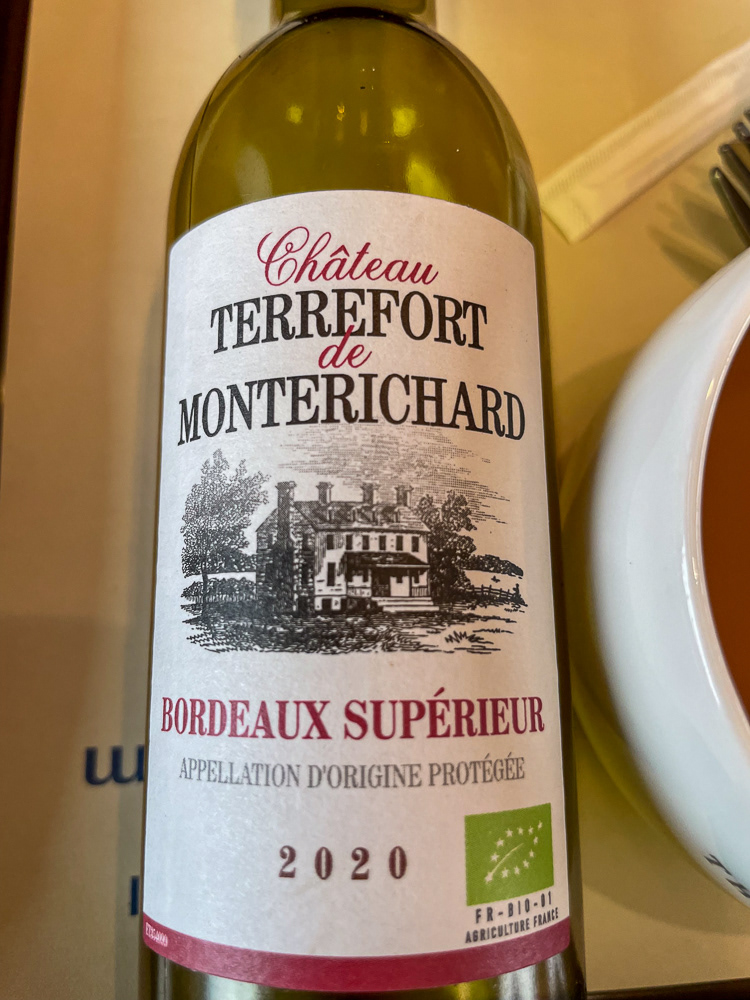 Château
TERREFORT
de
MONTERICHARD
BORDEAUX SUPÉRIEUR
APPELLATION D'ORIGINE PROTÉGÉE
2020
FR-BIO-01
AGRICULTURE FRANCE